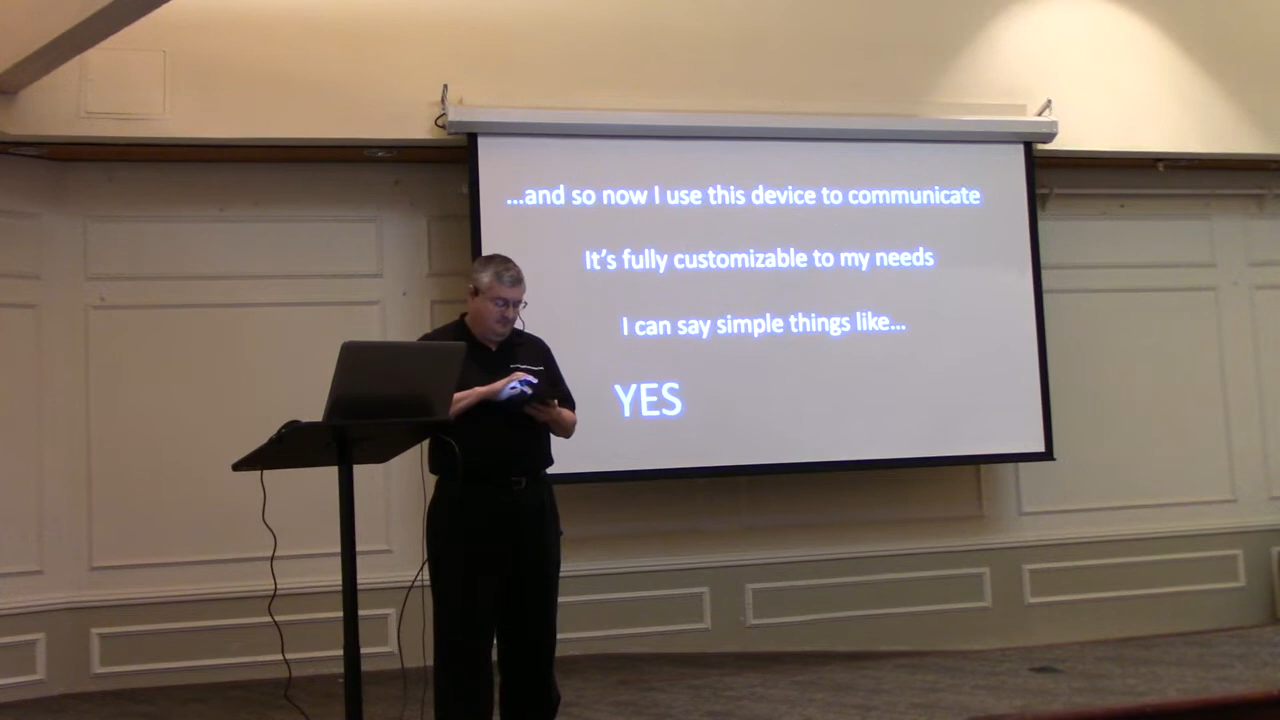 ...and so now I use this device to communicate
It's fully customizable to my needs
I can say simple things like...
YES